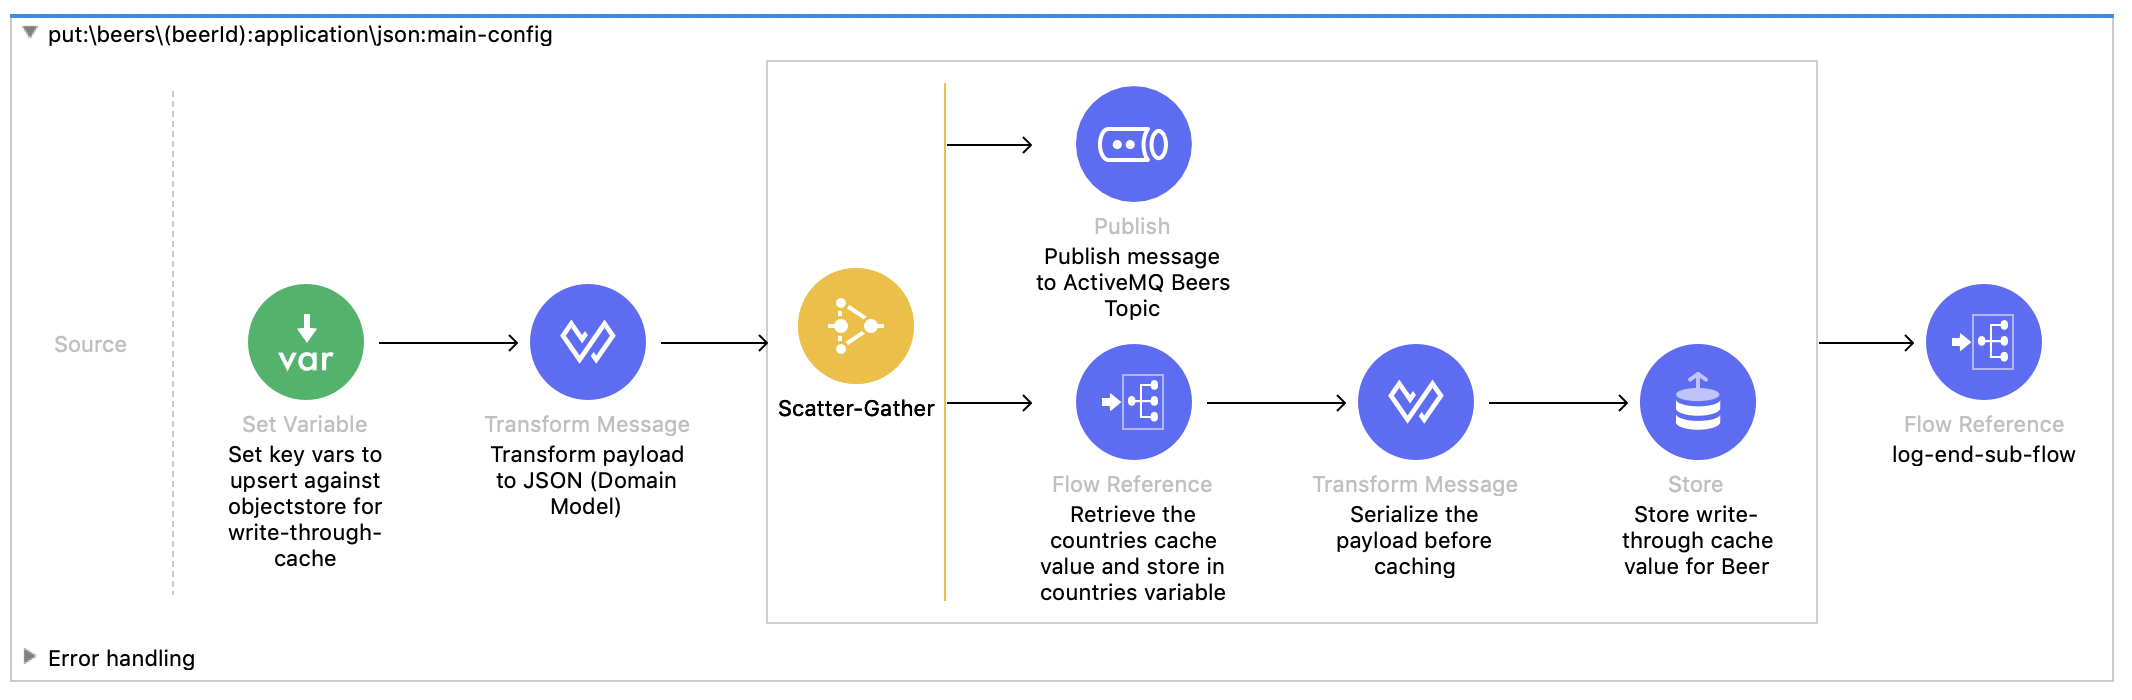 put:\beers\(beerId):application\json:main-config
Source
var
Set Variable
Set key vars to
upsert against
objectstore for
write-through-
cache
Transform Message
Transform payload
to JSON (Domain
Model)
Scatter-Gather
Publish
Publish message
to ActiveMQ Beers
Topic
Flow Reference
Retrieve the
countries cache
value and store in
countries variable
Transform Message
Serialize the
payload before
caching
Store
Store write-
through cache
value for Beer
Flow Reference
log-end-sub-flow
Error handling